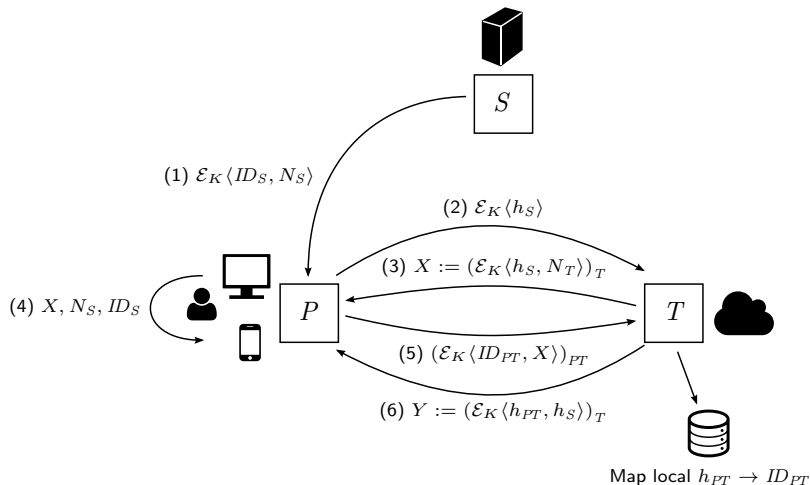 S
(1) ℰ_K⟨ID_S, N_S⟩
(2) ℰ_K⟨h_S⟩
(3) X := (ℰ_K⟨h_S, N_T⟩)_T
(4) X, N_S, ID_S
P
T
(5) (ℰ_K⟨ID_PT, X⟩)_PT
(6) Y := (ℰ_K⟨h_PT, h_S⟩)_T
Map local h_PT → ID_PT